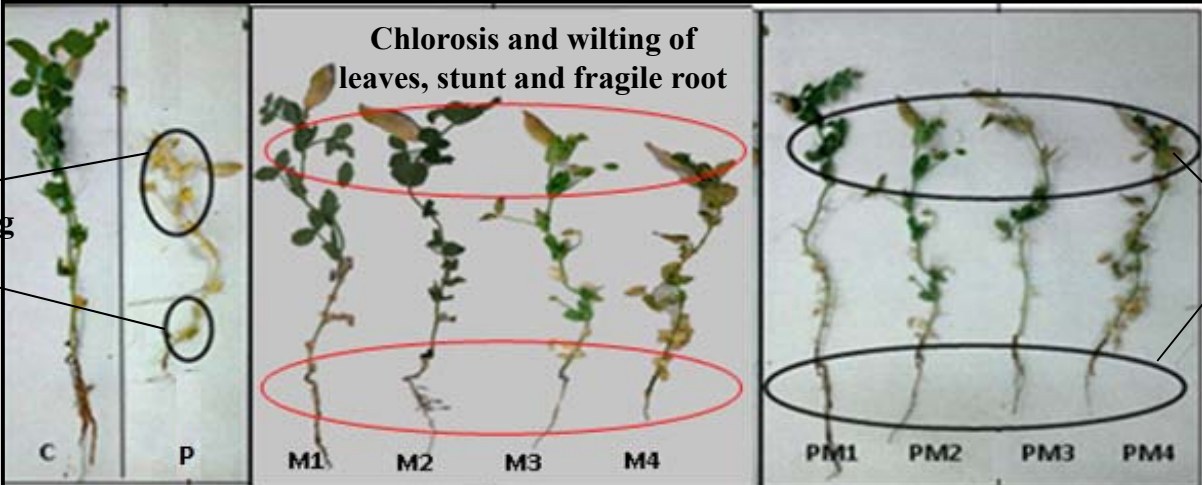 Chlorosis and wilting of
leaves, stunt and fragile root
g
C
P
M1
M2
M3
M4
PM1
PM2
PM3
PM4